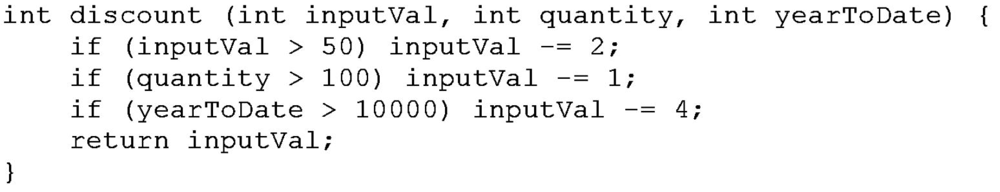 int discount (int inputVal, int quantity, int yearToDate) {
    if (inputVal > 50) inputVal -= 2;
    if (quantity > 100) inputVal -= 1;
    if (yearToDate > 10000) inputVal -= 4;
    return inputVal;
}